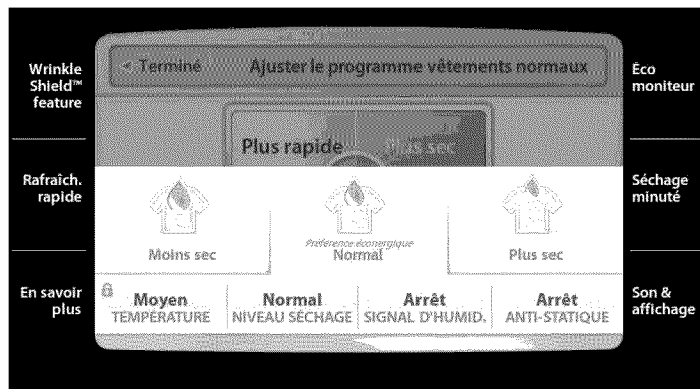 Wrinkle
Shield™
feature
Rafraîch.
rapide
En savoir
plus
Terminé Ajuster le programme vêtements normaux
Plus rapide Plus sec
Moins sec
Préférence éconergique
Normal
Plus sec
Moyen
TEMPÉRATURE
Normal
NIVEAU SÉCHAGE
Arrêt
SIGNAL D'HUMID.
Arrêt
ANTI-STATIQUE
Éco
moniteur
Séchage
minuté
Son &
affichage